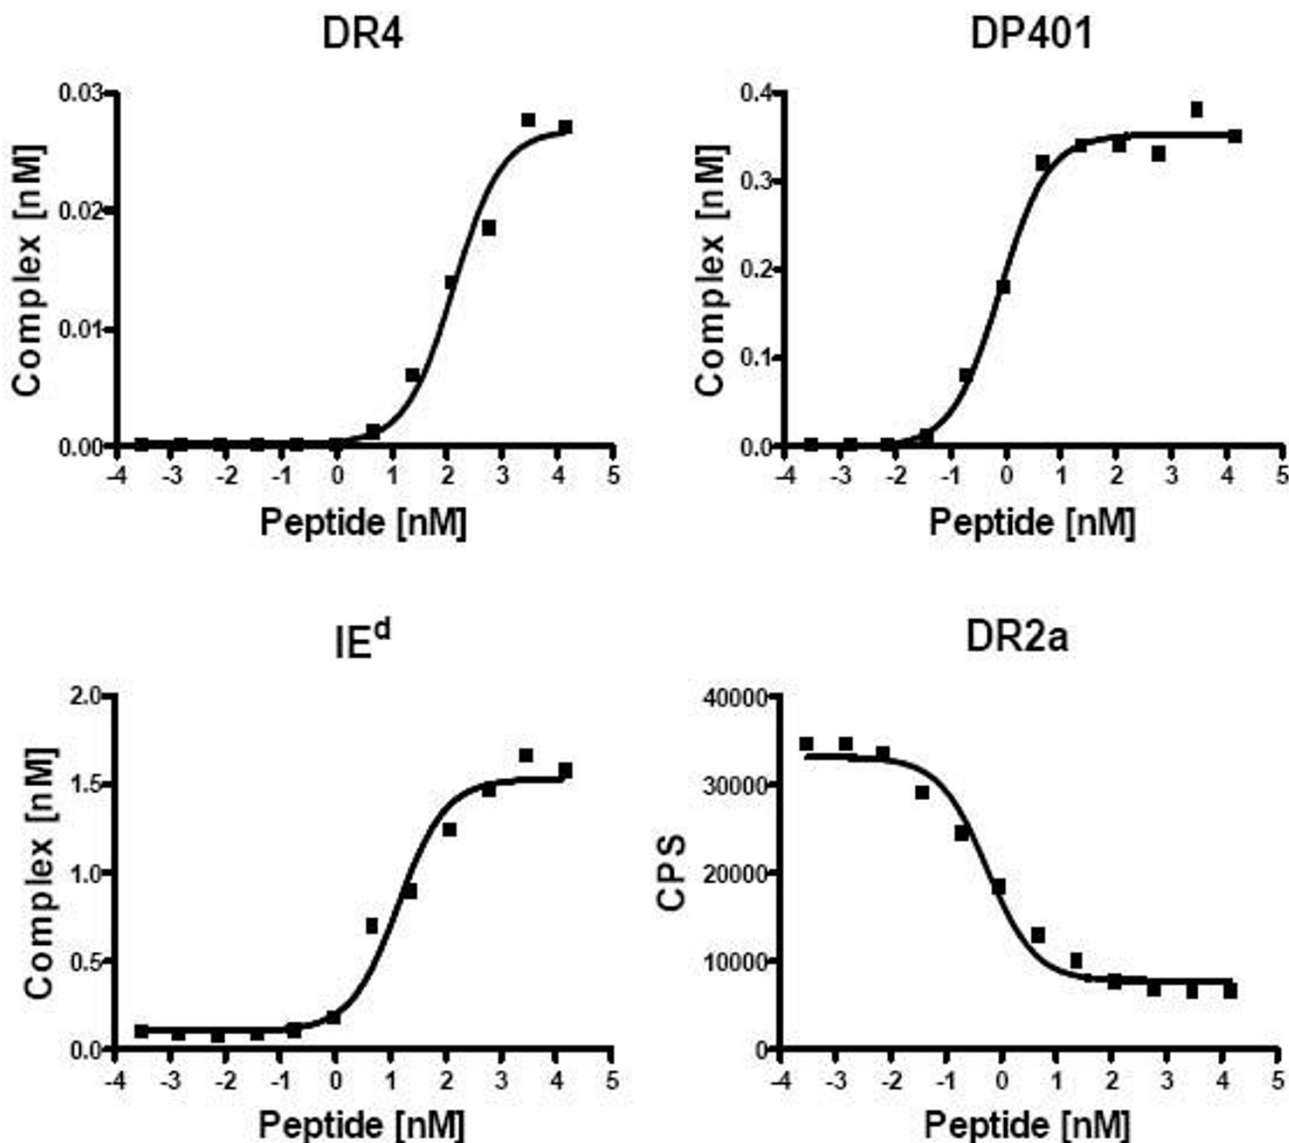 DR4
0.03
0.02
0.01
0.00
Complex [nM]
-4 -3 -2 -1 0 1 2 3 4 5
Peptide [nM]
DP401
0.4
0.3
0.2
0.1
0.0
Complex [nM]
-4 -3 -2 -1 0 1 2 3 4 5
Peptide [nM]
IEᵈ
2.0
1.5
1.0
0.5
0.0
Complex [nM]
-4 -3 -2 -1 0 1 2 3 4 5
Peptide [nM]
DR2a
40000
30000
20000
10000
0
CPS
-4 -3 -2 -1 0 1 2 3 4 5
Peptide [nM]